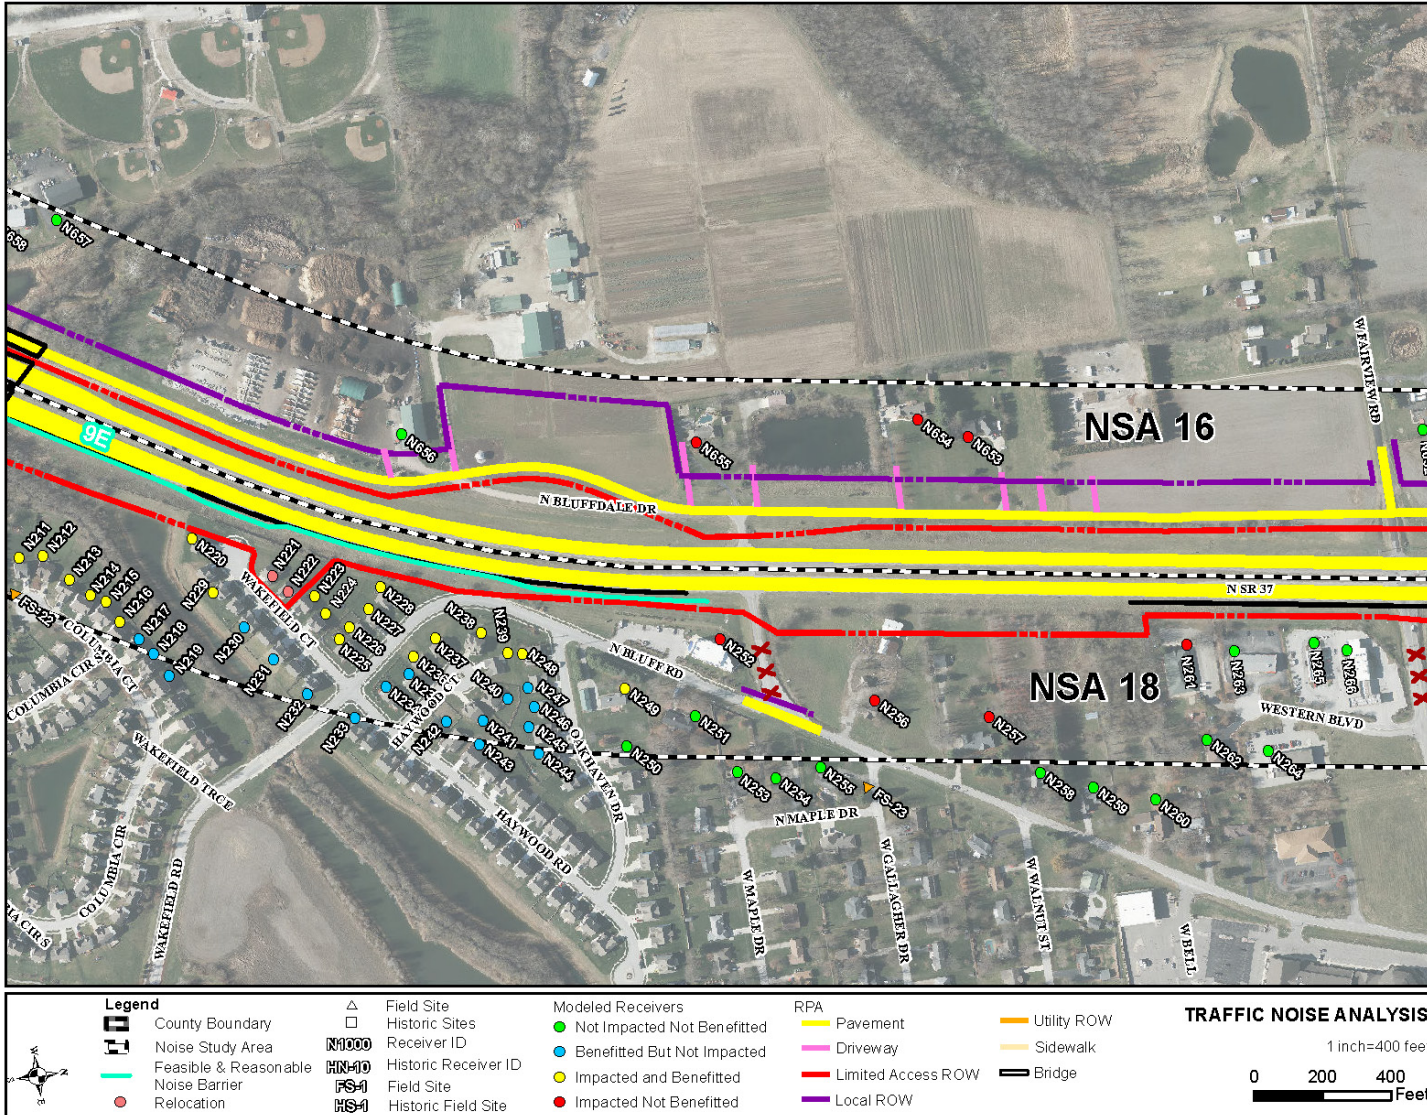 N657
658
9E
N656
N655
N654
N653
NSA 16
W FAIRVIEW RD
N BLUFFDALE DR
N SR 37
N211
N212
N213
N214
N215
N216
N217
N218
N219
N220
N221
N222
N223
N224
N225
N226
N227
N228
N229
N230
N231
N232
N233
N234
N236
N237
N238
N239
N240
N241
N242
N243
N244
N245
N246
N247
N248
N249
N250
N251
N252
N253
N254
N255
N256
N257
N258
N259
N260
N261
N262
N263
N264
N265
N266
FS-22
FS-23
NSA 18
WAKEFIELD CT
COLUMBIA CT
COLUMBIA CIR S
WAKEFIELD TRCE
COLUMBIA CIR
WAKEFIELD RD
BIA CIR S
HAYWOOD CT
HAYWOOD RD
OAKHAVEN DR
N BLUFF RD
N MAPLE DR
W MAPLE DR
W GALLAGHER DR
W WALNUT ST
W BELL
WESTERN BLVD
Legend
County Boundary
Noise Study Area
Feasible & Reasonable
Noise Barrier
Relocation
Field Site
Historic Sites
N1000 Receiver ID
HN-10 Historic Receiver ID
FS-1 Field Site
HS-1 Historic Field Site
Modeled Receivers
Not Impacted Not Benefitted
Benefitted But Not Impacted
Impacted and Benefitted
Impacted Not Benefitted
RPA
Pavement
Driveway
Limited Access ROW
Local ROW
Utility ROW
Sidewalk
Bridge
TRAFFIC NOISE ANALYSIS
1 inch=400 feet
0 200 400
Feet
W
N
S
E